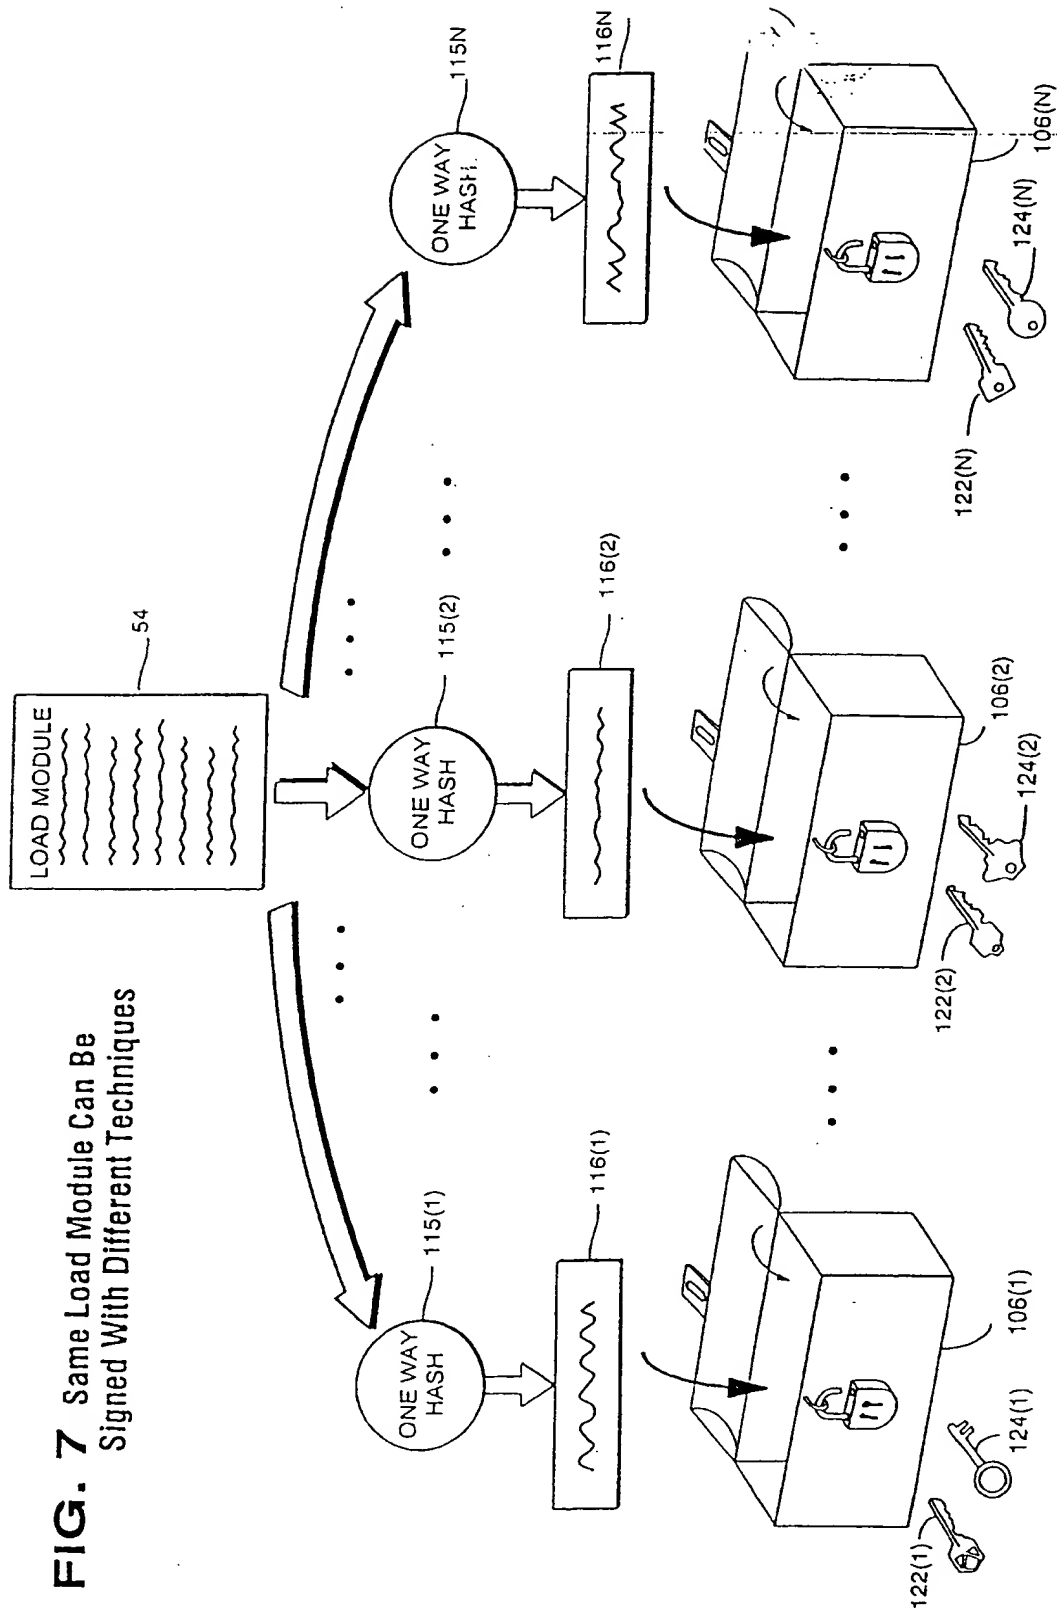 FIG. 7 Same Load Module Can Be
Signed With Different Techniques
LOAD MODULE
54
ONE WAY
HASH
115(1)
ONE WAY
HASH
115(2)
ONE WAY
HASH
115N
116(1)
116(2)
116N
106(1)
106(2)
106(N)
122(1)
124(1)
122(2)
124(2)
122(N)
124(N)